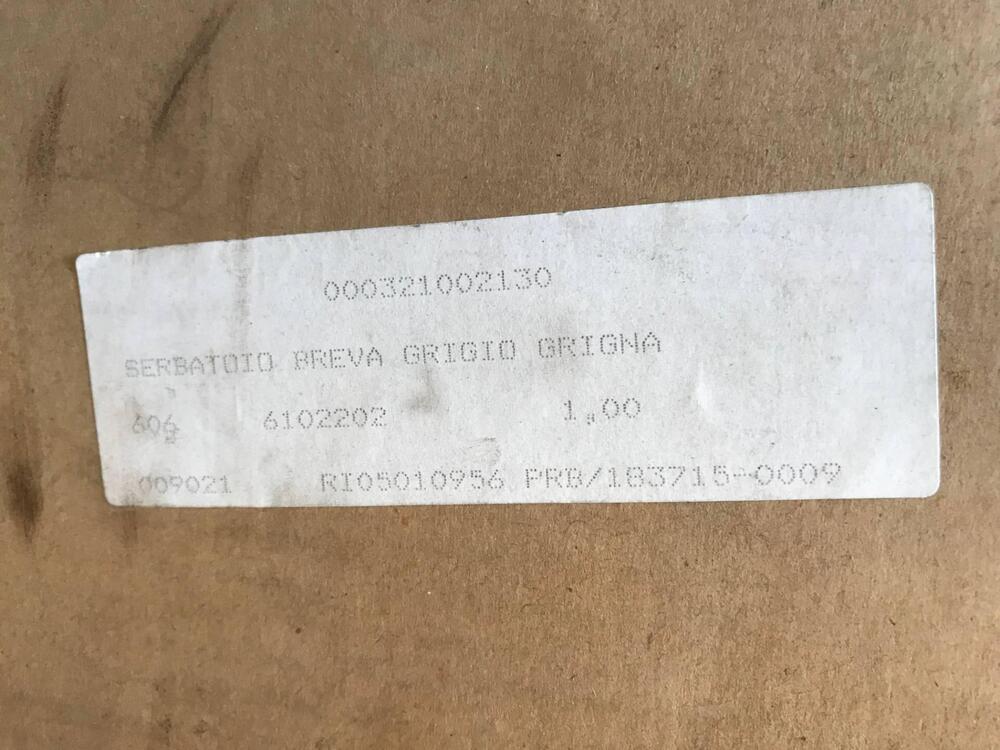 000321002130
SERBATOIO BREVA GRIGIO GRIGNA
606 6102202 1,00
009021 RI05010956 PRB/183715-0009